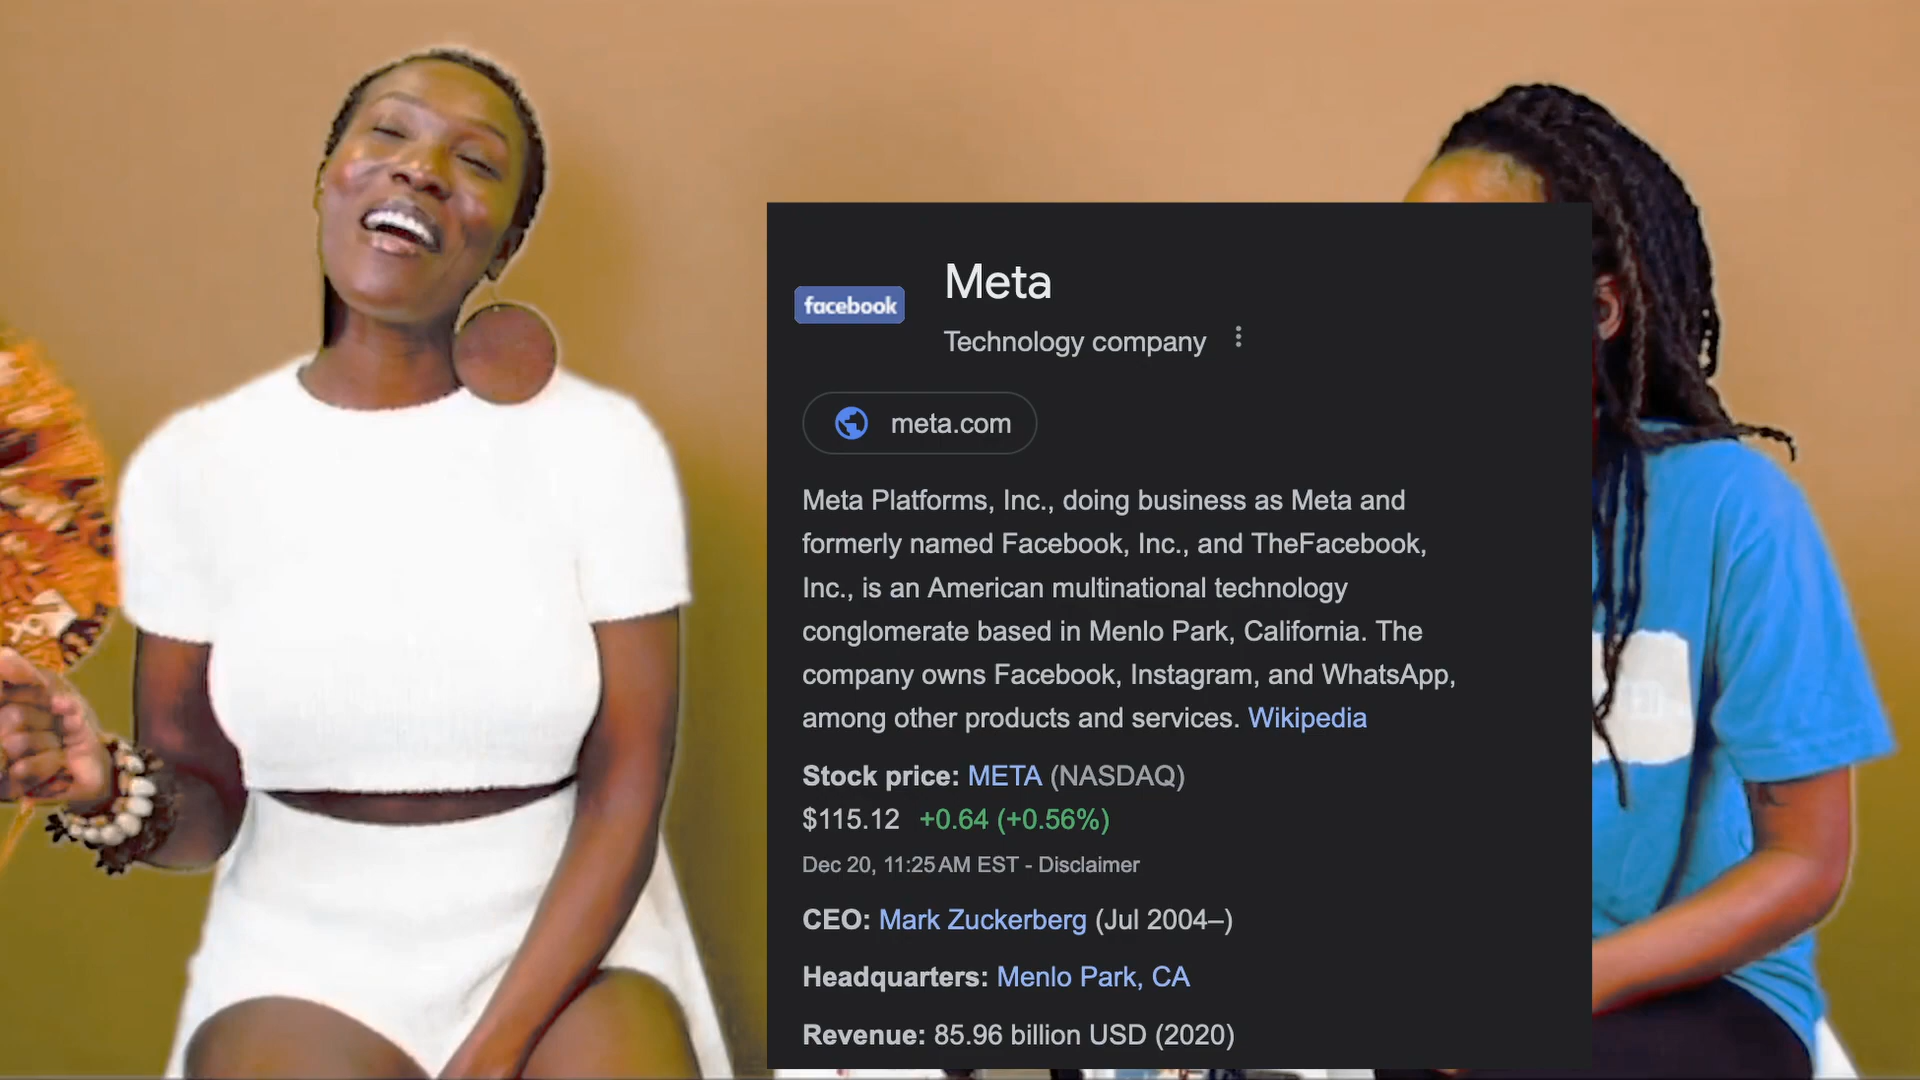 facebook
Meta
Technology company
meta.com
Meta Platforms, Inc., doing business as Meta and
formerly named Facebook, Inc., and TheFacebook,
Inc., is an American multinational technology
conglomerate based in Menlo Park, California. The
company owns Facebook, Instagram, and WhatsApp,
among other products and services. Wikipedia
Stock price: META (NASDAQ)
$115.12 +0.64 (+0.56%)
Dec 20, 11:25 AM EST - Disclaimer
CEO: Mark Zuckerberg (Jul 2004–)
Headquarters: Menlo Park, CA
Revenue: 85.96 billion USD (2020)